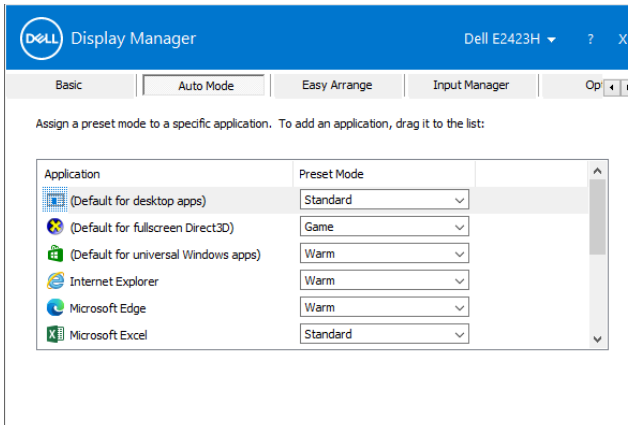 DELL Display Manager Dell E2423H ? X
Basic Auto Mode Easy Arrange Input Manager Op
Assign a preset mode to a specific application. To add an application, drag it to the list:
Application Preset Mode
(Default for desktop apps) Standard
(Default for fullscreen Direct3D) Game
(Default for universal Windows apps) Warm
Internet Explorer Warm
Microsoft Edge Warm
Microsoft Excel Standard